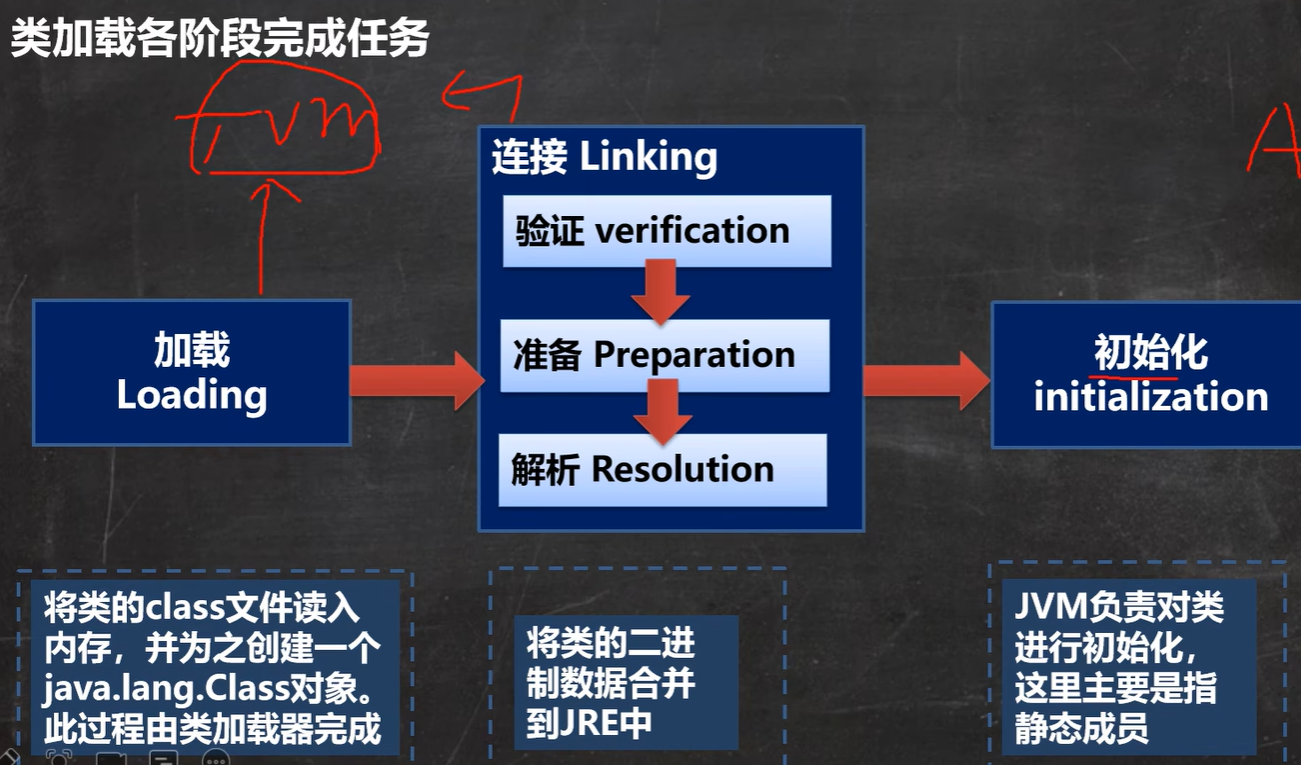 类加载各阶段完成任务
JVM
A
连接 Linking
验证 verification
准备 Preparation
解析 Resolution
加载
Loading
初始化
initialization
将类的class文件读入
内存，并为之创建一个
java.lang.Class对象。
此过程由类加载器完成
将类的二进
制数据合并
到JRE中
JVM负责对类
进行初始化，
这里主要是指
静态成员